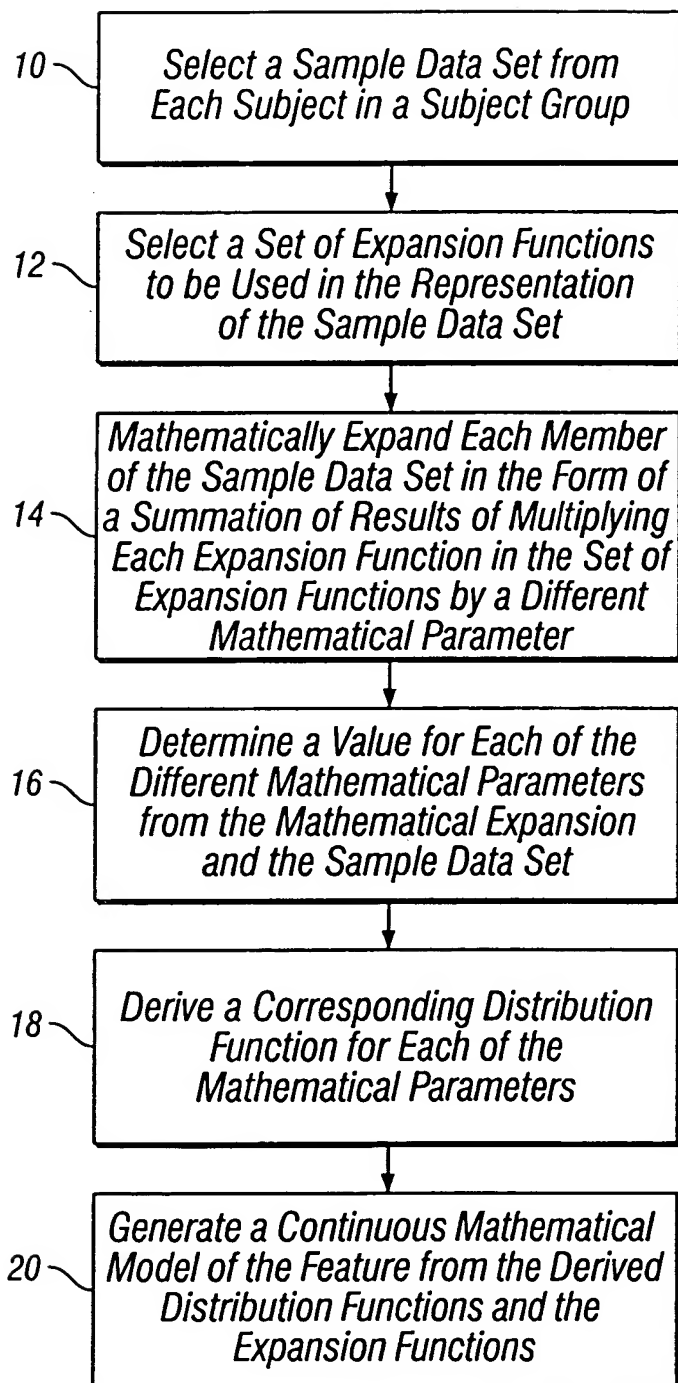 10
Select a Sample Data Set from
Each Subject in a Subject Group
12
Select a Set of Expansion Functions
to be Used in the Representation
of the Sample Data Set
14
Mathematically Expand Each Member
of the Sample Data Set in the Form of
a Summation of Results of Multiplying
Each Expansion Function in the Set of
Expansion Functions by a Different
Mathematical Parameter
16
Determine a Value for Each of the
Different Mathematical Parameters
from the Mathematical Expansion
and the Sample Data Set
18
Derive a Corresponding Distribution
Function for Each of the
Mathematical Parameters
20
Generate a Continuous Mathematical
Model of the Feature from the Derived
Distribution Functions and the
Expansion Functions